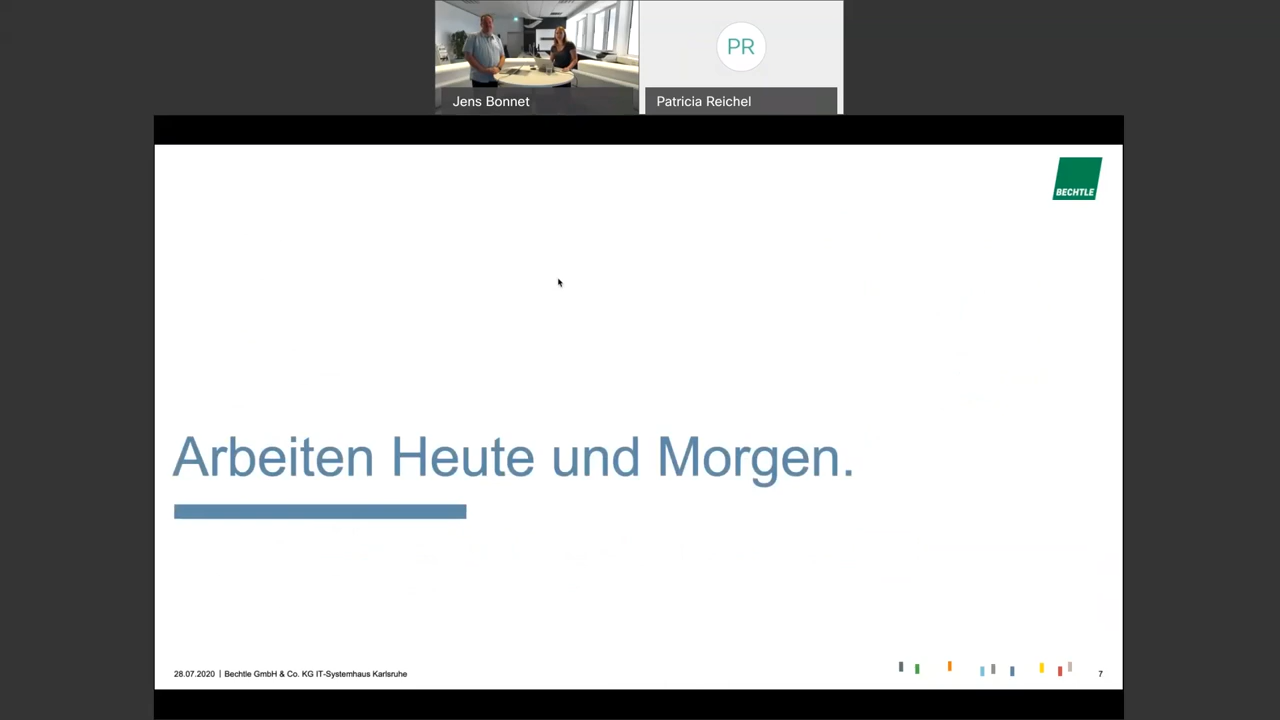 PR
Jens Bonnet
Patricia Reichel
BECHTLE
Arbeiten Heute und Morgen.
28.07.2020 | Bechtle GmbH & Co. KG IT-Systemhaus Karlsruhe
7